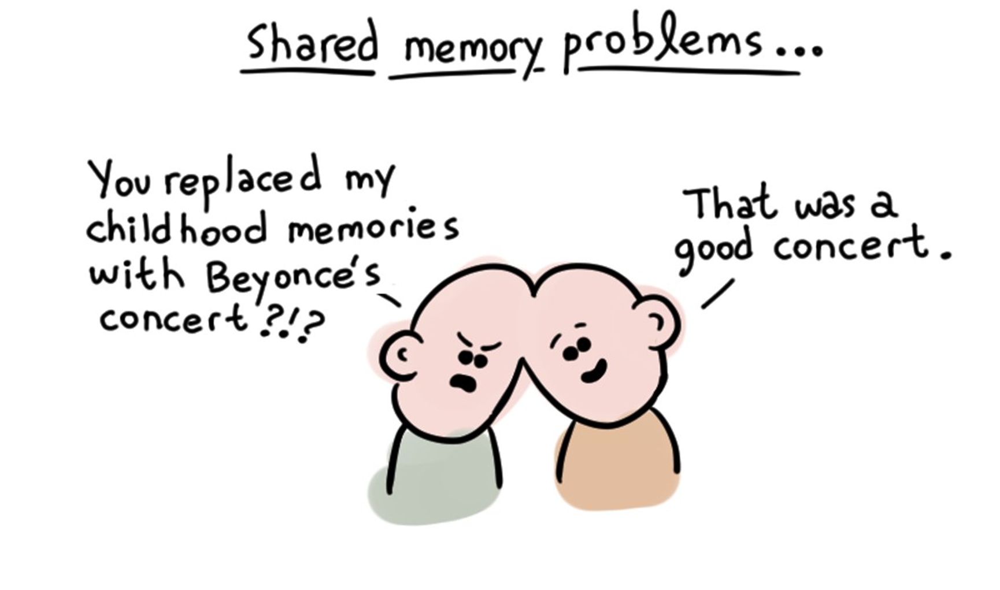 Shared memory problems...
You replaced my
childhood memories
with Beyonce's
concert?!?
That was a
good concert.